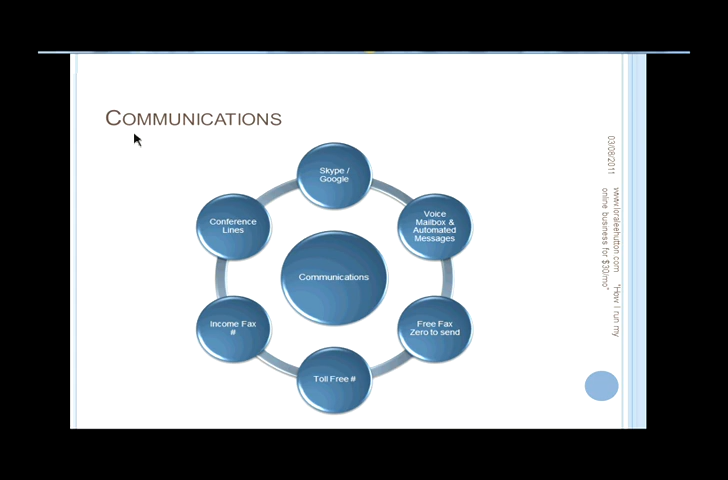 COMMUNICATIONS
Skype /
Google
Voice
Mailbox &
Automated
Messages
Free Fax
Zero to send
Toll Free #
Income Fax
#
Conference
Lines
Communications
03/08/2011
www.loraleehutton.com "How I run my
online business for $30/mo"